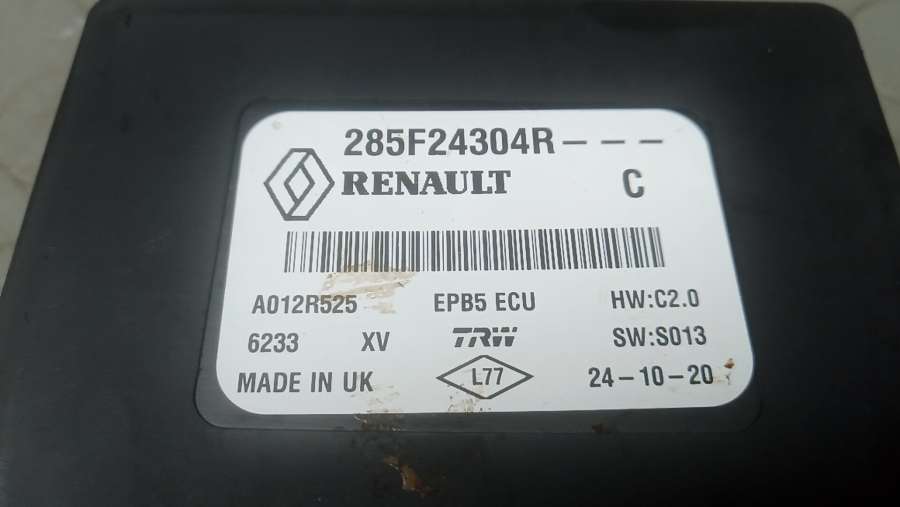 285F24304R---
RENAULT C
A012R525 EPB5 ECU HW:C2.0
6233 XV TRW SW:S013
MADE IN UK L77 24-10-20